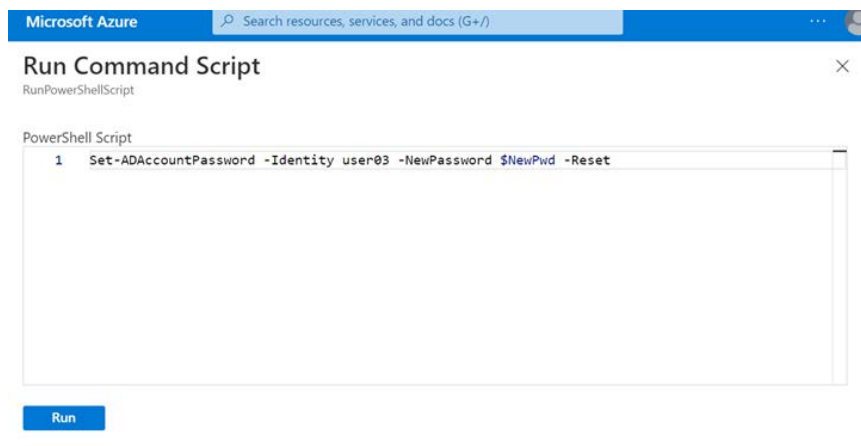 Microsoft Azure
Search resources, services, and docs (G+/)
...
Run Command Script
RunPowerShellScript
PowerShell Script
1 Set-ADAccountPassword -Identity user03 -NewPassword $NewPwd -Reset
Run